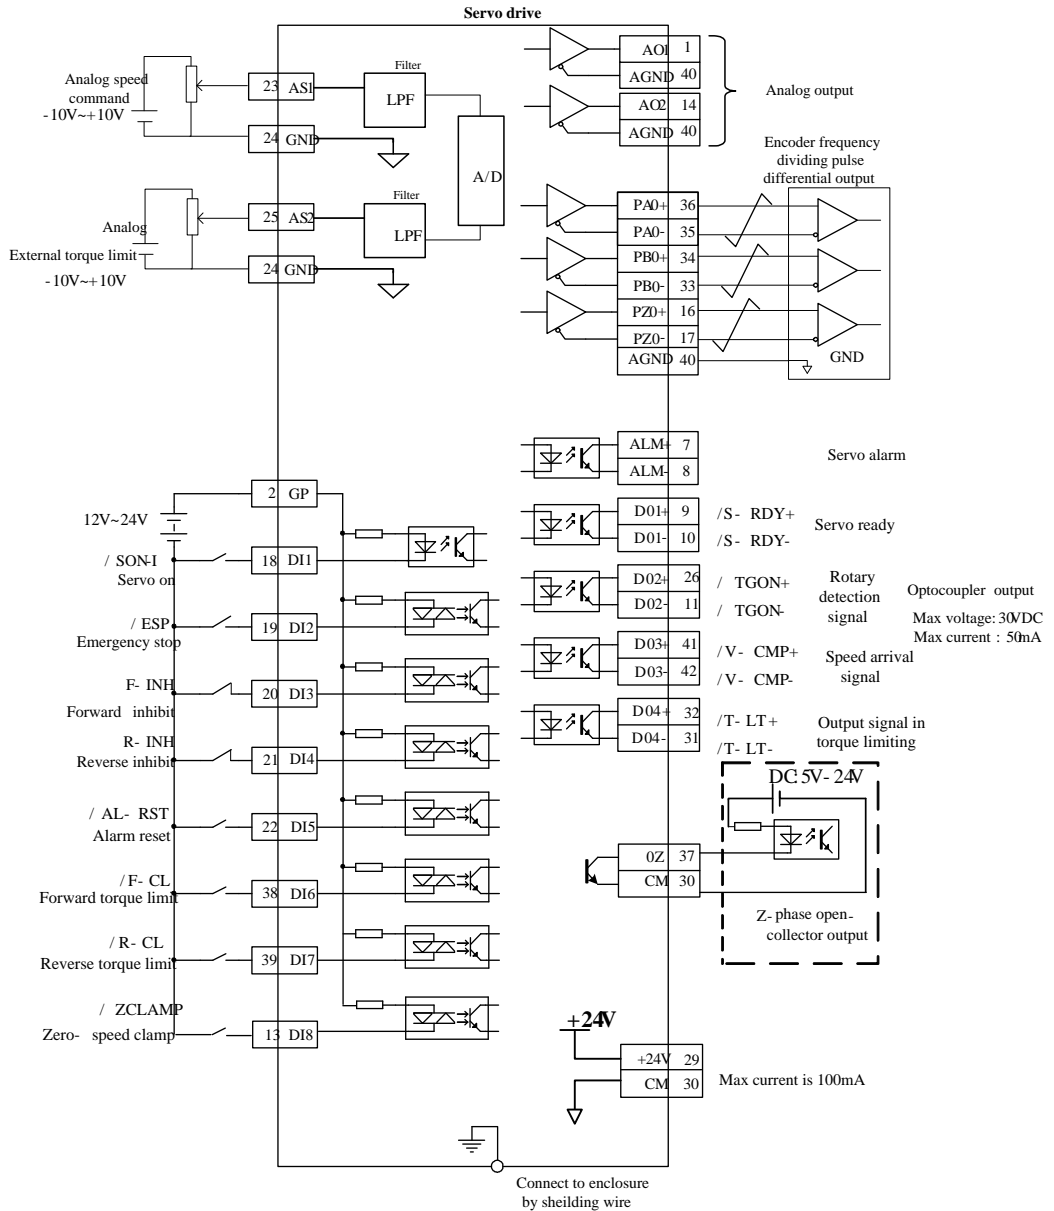 Servo drive
Analog speed
command
-10V~+10V
23 AS1
24 GND
Filter
LPF
A/D
Analog
External torque limit
-10V~+10V
25 AS2
24 GND
Filter
LPF
AO1 1
AGND 40
AO2 14
AGND 40
Analog output
Encoder frequency
dividing pulse
differential output
PA0+ 36
PA0- 35
PB0+ 34
PB0- 33
PZ0+ 16
PZ0- 17
AGND 40
GND
12V~24V
2 GP
/ SON-I
Servo on
18 DI1
/ ESP
Emergency stop
19 DI2
F- INH
Forward inhibit
20 DI3
R- INH
Reverse inhibit
21 DI4
/ AL- RST
Alarm reset
22 DI5
/ F- CL
Forward torque limit
38 DI6
/ R- CL
Reverse torque limit
39 DI7
/ ZCLAMP
Zero- speed clamp
13 DI8
ALM+ 7
ALM- 8
Servo alarm
D01+ 9
D01- 10
/S- RDY+
/S- RDY-
Servo ready
D02+ 26
D02- 11
/ TGON+
/ TGON-
Rotary
detection
signal
D03+ 41
D03- 42
/V- CMP+
/V- CMP-
Speed arrival
signal
D04+ 32
D04- 31
/T- LT+
/T- LT-
Output signal in
torque limiting
Optocoupler output
Max voltage: 30VDC
Max current : 50mA
DC: 5V- 24V
0Z 37
CM 30
Z- phase open-
collector output
+24V
+24V 29
CM 30
Max current is 100mA
Connect to enclosure
by sheilding wire